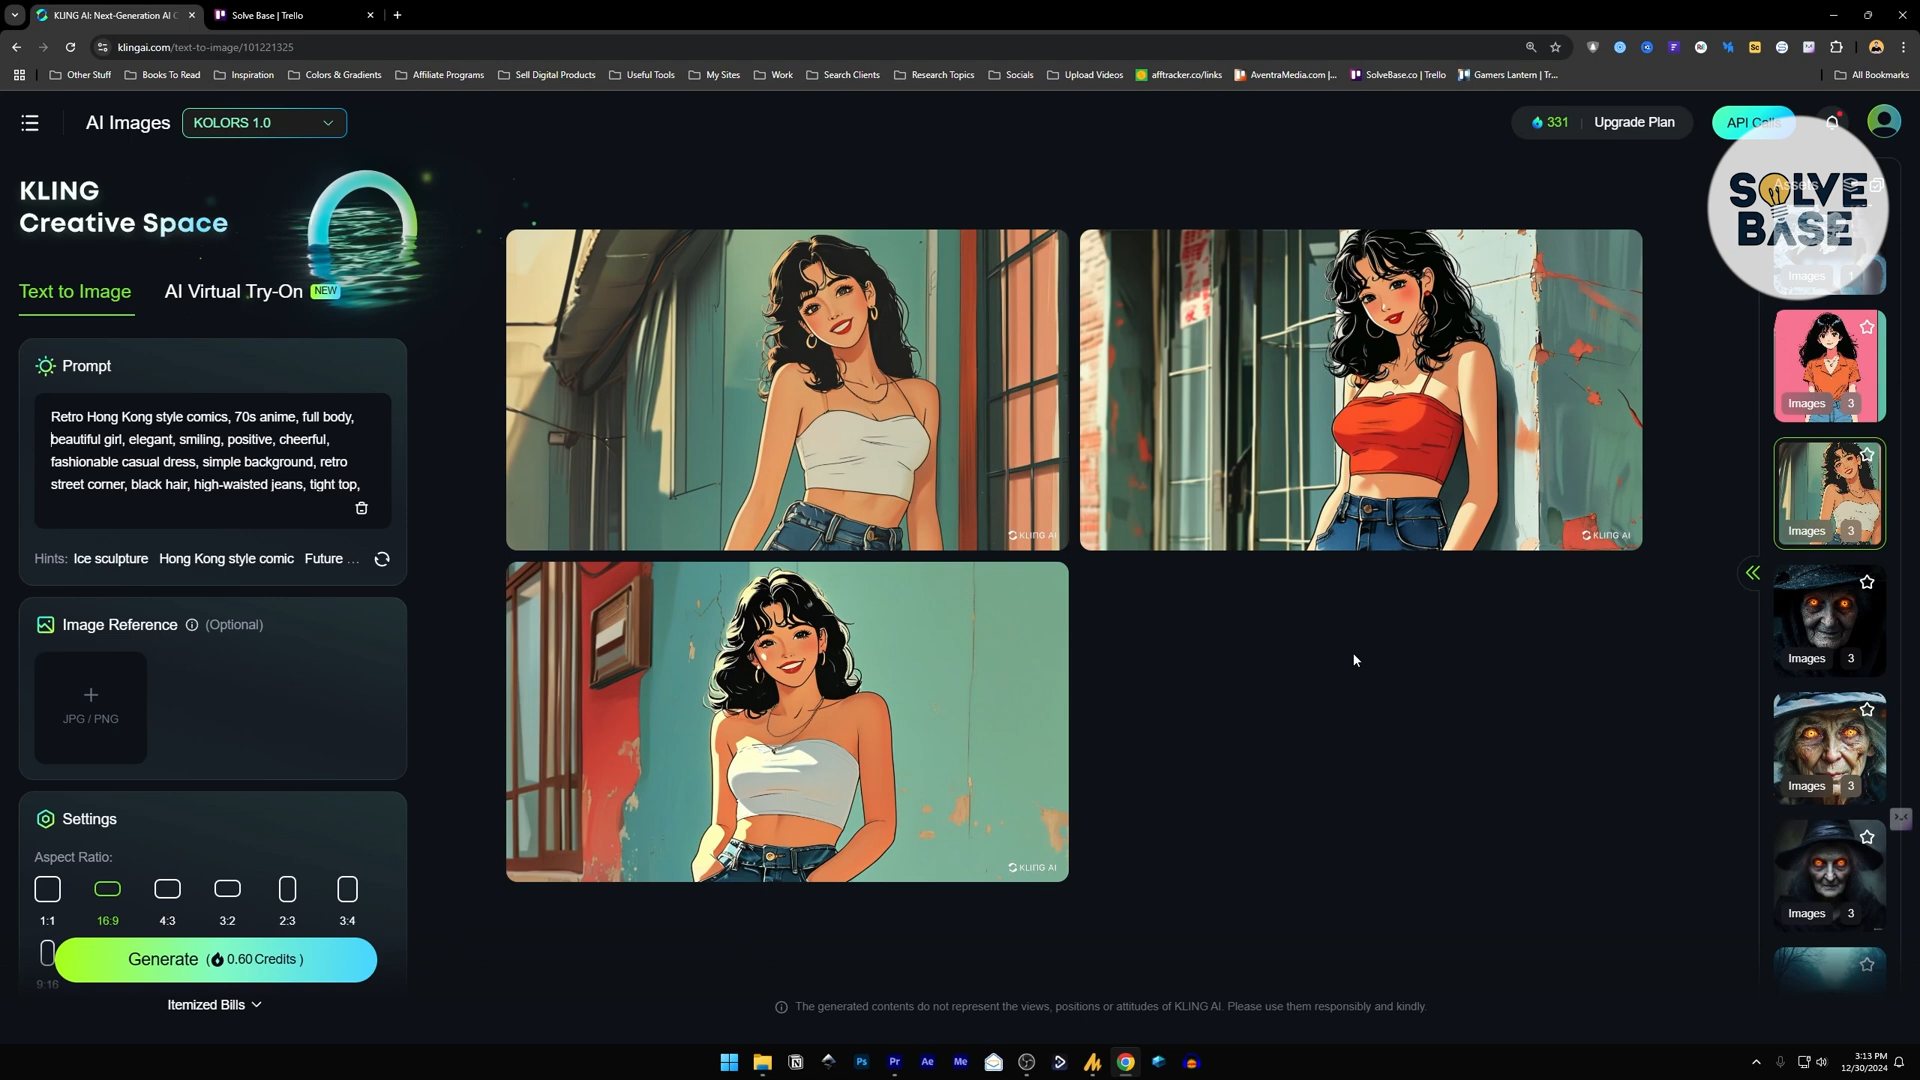 KLING AI: Next-Generation AI C
Solve Base | Trello
klingai.com/text-to-image/101221325
Other Stuff
Books To Read
Inspiration
Colors & Gradients
Affiliate Programs
Sell Digital Products
Useful Tools
My Sites
Work
Search Clients
Research Topics
Socials
Upload Videos
afftracker.co/links
AventraMedia.com |...
SolveBase.co | Trello
Gamers Lantern | Tr...
All Bookmarks
AI Images
KOLORS 1.0
331
Upgrade Plan
API Calls
KLING
Creative Space
Assets
SOLVE
BASE
Images 1
Text to Image
AI Virtual Try-On
NEW
Prompt
Retro Hong Kong style comics, 70s anime, full body,
beautiful girl, elegant, smiling, positive, cheerful,
fashionable casual dress, simple background, retro
street corner, black hair, high-waisted jeans, tight top,
Hints: Ice sculpture Hong Kong style comic Future ...
Image Reference (Optional)
JPG / PNG
Settings
Aspect Ratio:
1:1
16:9
4:3
3:2
2:3
3:4
9:16
Generate ( 0.60 Credits )
Itemized Bills
KLING AI
KLING AI
KLING AI
Images 3
Images 3
Images 3
Images 3
Images 3
The generated contents do not represent the views, positions or attitudes of KLING AI. Please use them responsibly and kindly.
Ps
Pr
Ae
Me
3:13 PM
12/30/2024